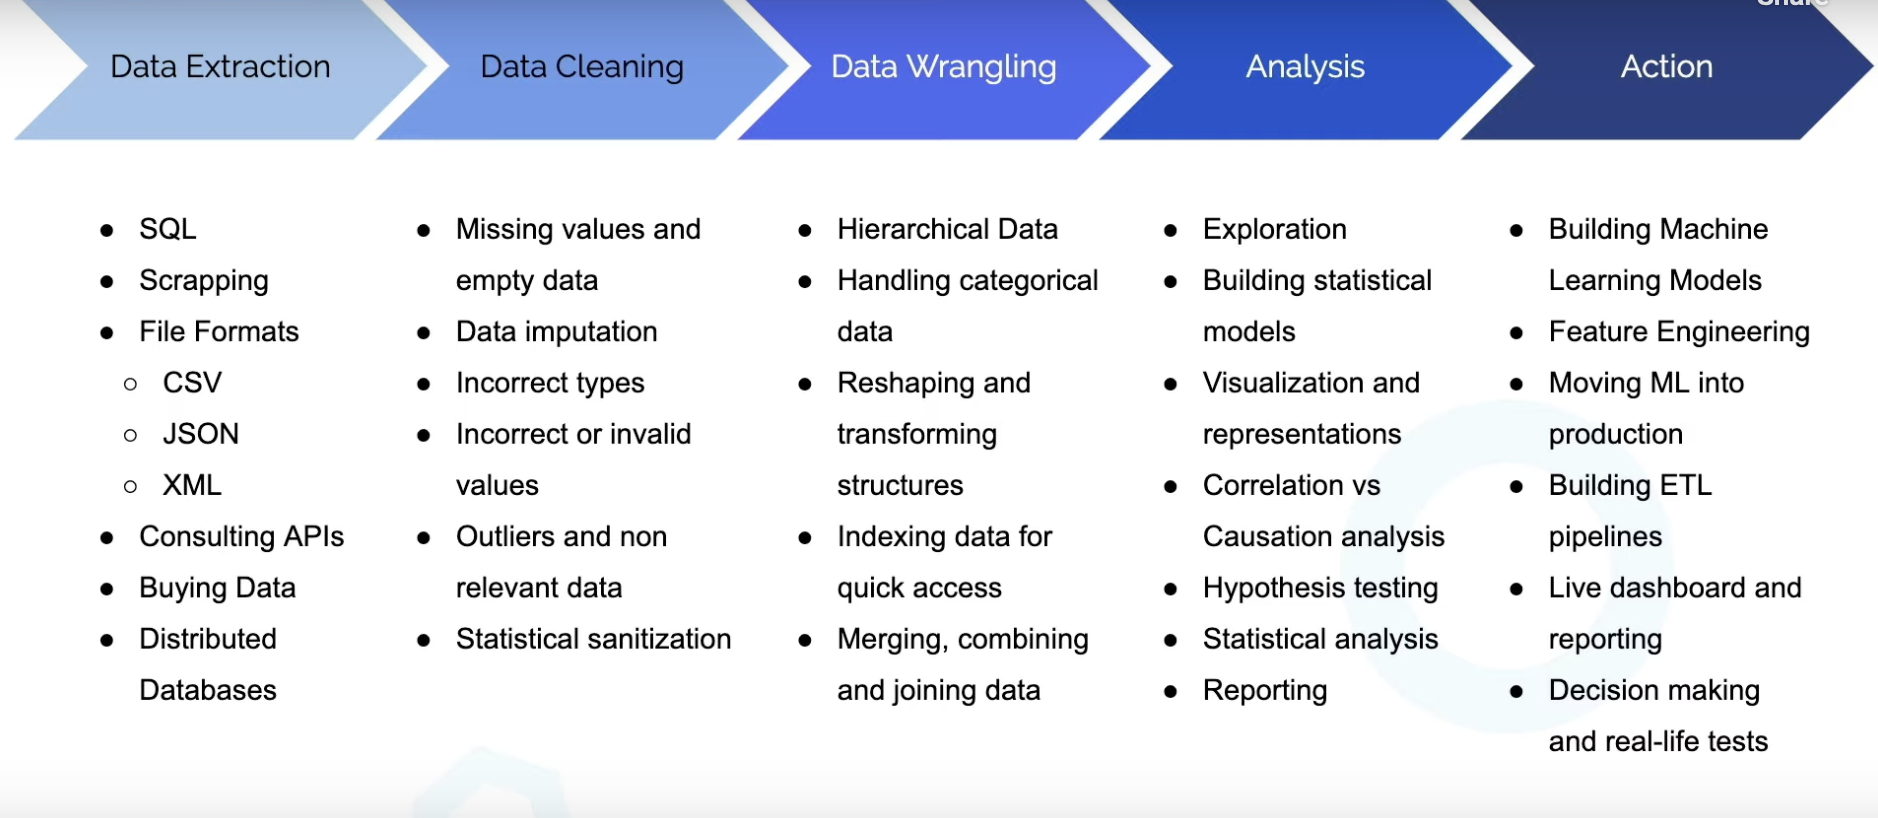 Share
Data Extraction
Data Cleaning
Data Wrangling
Analysis
Action
SQL
Scrapping
File Formats
CSV
JSON
XML
Consulting APIs
Buying Data
Distributed
Databases
Missing values and
empty data
Data imputation
Incorrect types
Incorrect or invalid
values
Outliers and non
relevant data
Statistical sanitization
Hierarchical Data
Handling categorical
data
Reshaping and
transforming
structures
Indexing data for
quick access
Merging, combining
and joining data
Exploration
Building statistical
models
Visualization and
representations
Correlation vs
Causation analysis
Hypothesis testing
Statistical analysis
Reporting
Building Machine
Learning Models
Feature Engineering
Moving ML into
production
Building ETL
pipelines
Live dashboard and
reporting
Decision making
and real-life tests